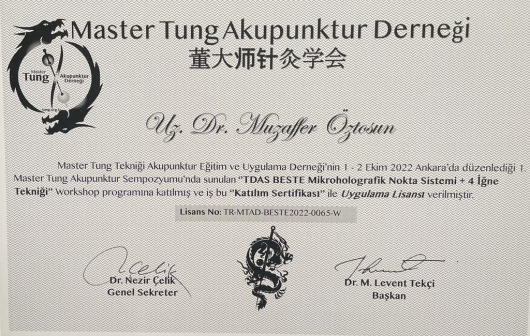 Master Tung Akupunktur Derneği
董大师针灸学会
Master
Tung
Akupunktur
Derneği
Uz. Dr. Muzaffer Öztosun
Master Tung Tekniği Akupunktur Eğitim ve Uygulama Derneği'nin 1 - 2 Ekim 2022 Ankara'da düzenlediği 1.
Master Tung Akupunktur Sempozyumu'nda sunulan "TDAS BESTE Mikroholografik Nokta Sistemi + 4 İğne
Tekniği" Workshop programına katılmış ve iş bu "Katılım Sertifikası" ile Uygulama Lisansı verilmiştir.
Lisans No: TR-MTAD-BESTE2022-0065-W
Dr. Nezir Çelik
Genel Sekreter
Dr. M. Levent Tekçi
Başkan